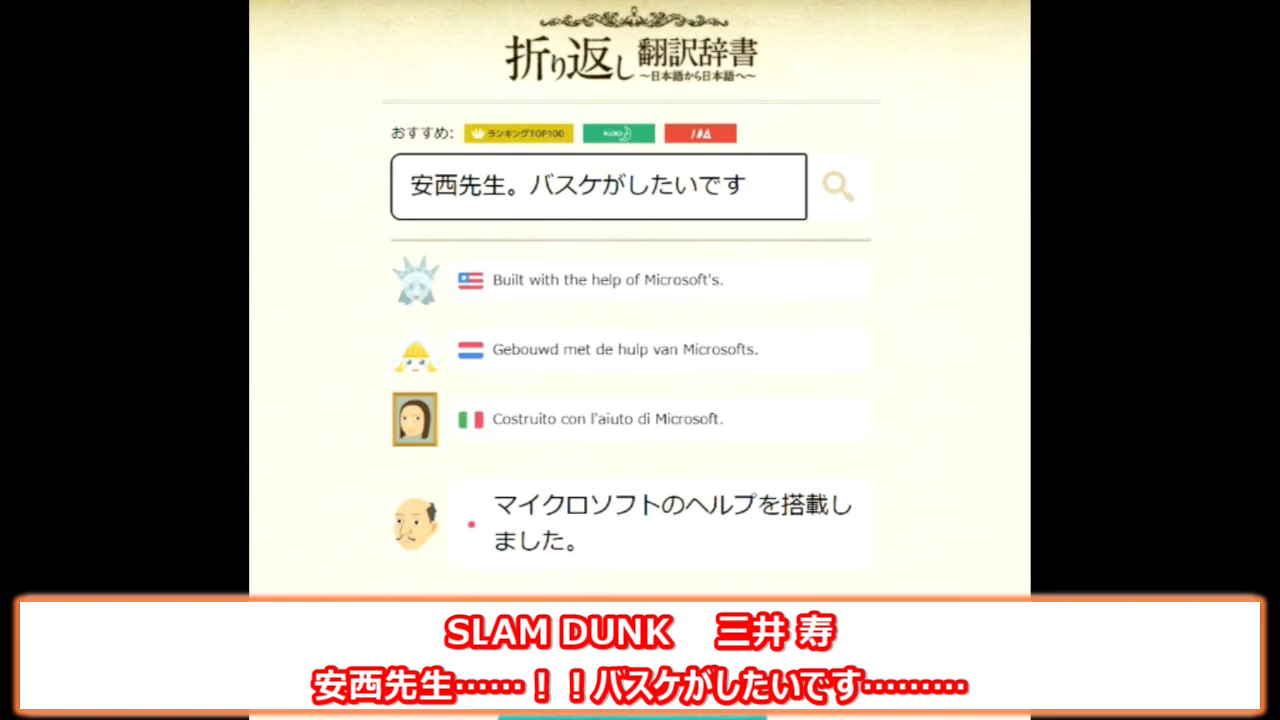 折り返し翻訳辞書
〜日本語から日本語へ〜
おすすめ: ランキングTOP100
安西先生。バスケがしたいです
Built with the help of Microsoft's.
Gebouwd met de hulp van Microsofts.
Costruito con l'aiuto di Microsoft.
マイクロソフトのヘルプを搭載し
ました。
SLAM DUNK 三井 寿
安西先生……！！バスケがしたいです………